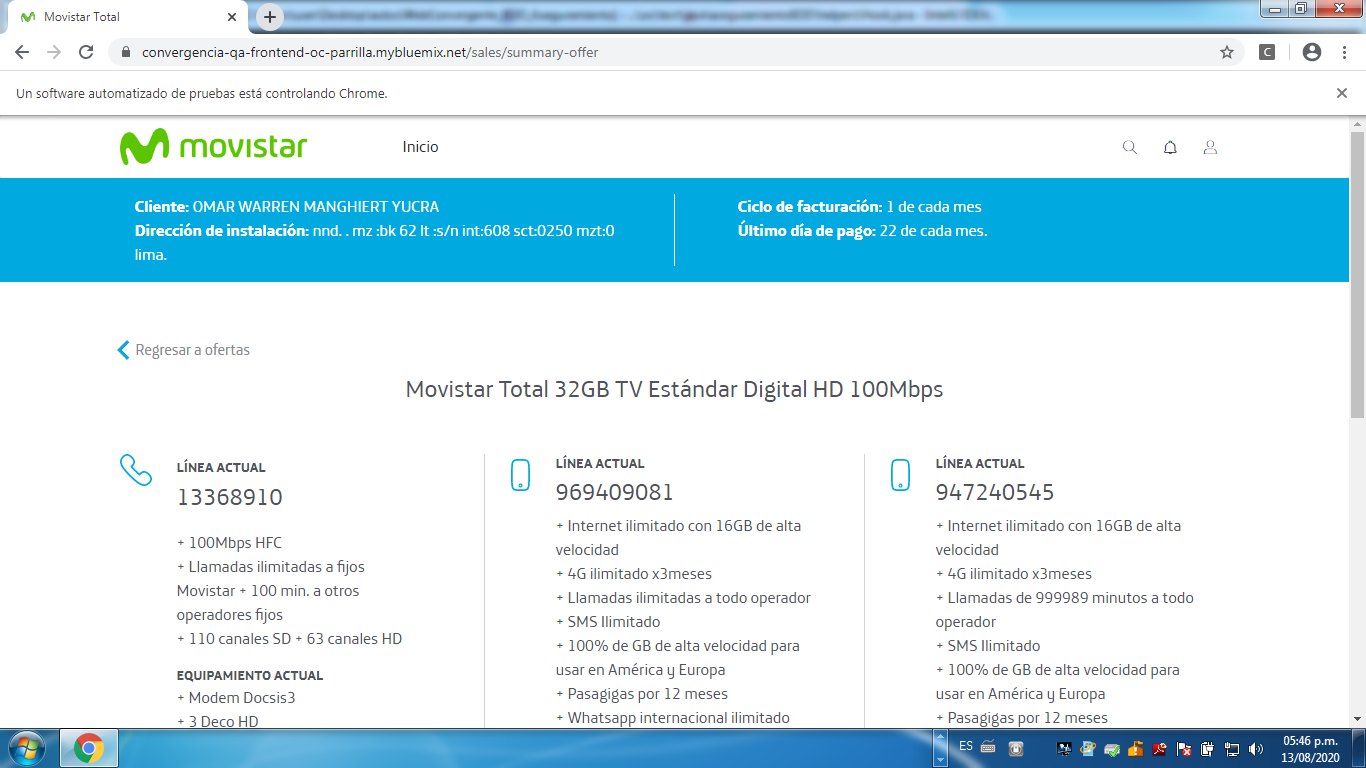 Movistar Total
convergencia-qa-frontend-oc-parrilla.mybluemix.net/sales/summary-offer
C
Un software automatizado de pruebas está controlando Chrome.
movistar
Inicio
Cliente: OMAR WARREN MANGHIERT YUCRA
Dirección de instalación: nnd. . mz :bk 62 lt :s/n int:608 sct:0250 mzt:0
lima.
Ciclo de facturación: 1 de cada mes
Último día de pago: 22 de cada mes.
Regresar a ofertas
Movistar Total 32GB TV Estándar Digital HD 100Mbps
LÍNEA ACTUAL
13368910
+ 100Mbps HFC
+ Llamadas ilimitadas a fijos
Movistar + 100 min. a otros
operadores fijos
+ 110 canales SD + 63 canales HD
EQUIPAMIENTO ACTUAL
+ Modem Docsis3
+ 3 Deco HD
LÍNEA ACTUAL
969409081
+ Internet ilimitado con 16GB de alta
velocidad
+ 4G ilimitado x3meses
+ Llamadas ilimitadas a todo operador
+ SMS Ilimitado
+ 100% de GB de alta velocidad para
usar en América y Europa
+ Pasagigas por 12 meses
+ Whatsapp internacional ilimitado
LÍNEA ACTUAL
947240545
+ Internet ilimitado con 16GB de alta
velocidad
+ 4G ilimitado x3meses
+ Llamadas de 999989 minutos a todo
operador
+ SMS Ilimitado
+ 100% de GB de alta velocidad para
usar en América y Europa
+ Pasagigas por 12 meses
ES
05:46 p.m.
13/08/2020